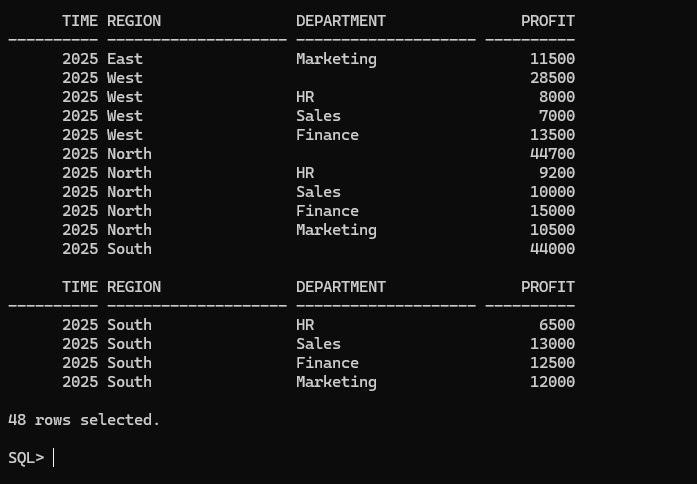 TIME REGION               DEPARTMENT               PROFIT
---------- -------------------- -------------------- ----------
      2025 East                 Marketing                 11500
      2025 West                                           28500
      2025 West                 HR                         8000
      2025 West                 Sales                      7000
      2025 West                 Finance                   13500
      2025 North                                          44700
      2025 North                HR                         9200
      2025 North                Sales                     10000
      2025 North                Finance                   15000
      2025 North                Marketing                 10500
      2025 South                                          44000

      TIME REGION               DEPARTMENT               PROFIT
---------- -------------------- -------------------- ----------
      2025 South                HR                         6500
      2025 South                Sales                     13000
      2025 South                Finance                   12500
      2025 South                Marketing                 12000

48 rows selected.

SQL>